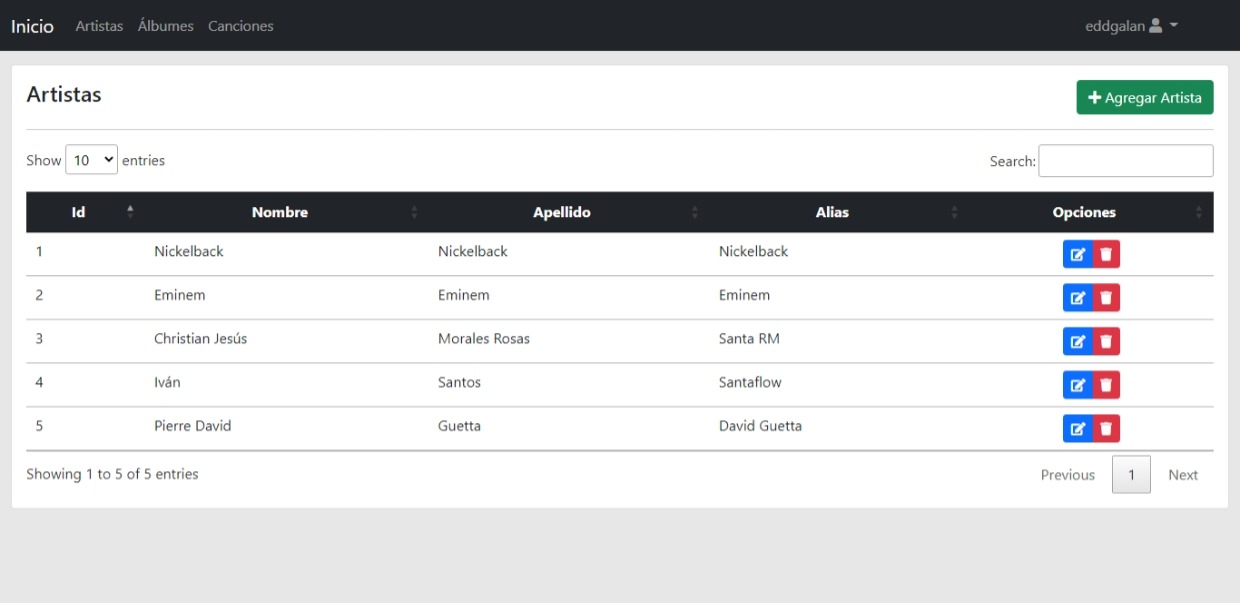 Inicio Artistas Álbumes Canciones eddgalan
Artistas
Agregar Artista
Show 10 entries Search:
Id Nombre Apellido Alias Opciones
1 Nickelback Nickelback Nickelback
2 Eminem Eminem Eminem
3 Christian Jesús Morales Rosas Santa RM
4 Iván Santos Santaflow
5 Pierre David Guetta David Guetta
Showing 1 to 5 of 5 entries Previous 1 Next